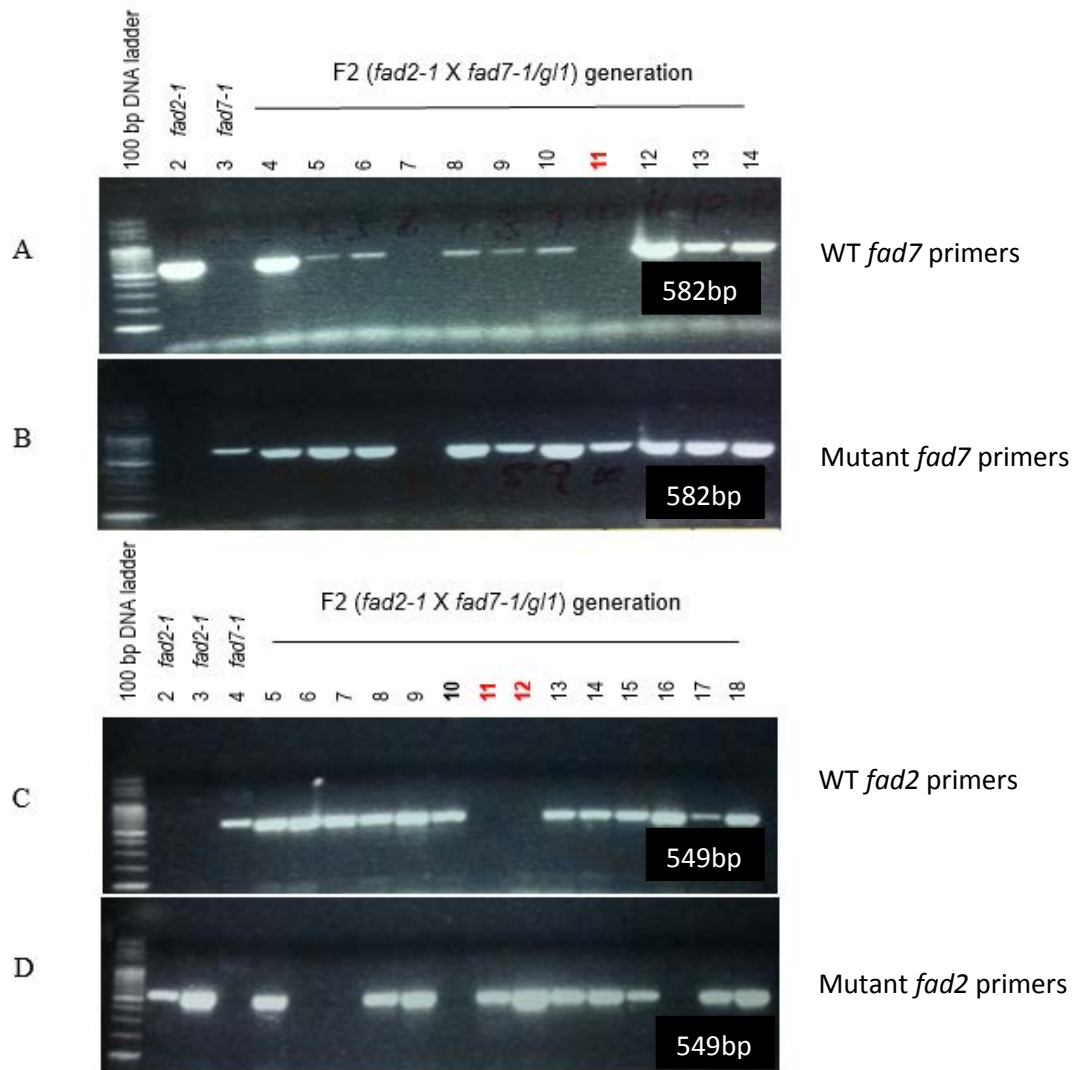 100 bp DNA ladder
2 fad2-1
3 fad7-1
F2 (fad2-1 X fad7-1/gl1) generation
4 5 6 7 8 9 10 11 12 13 14
A
WT fad7 primers
582bp
B
Mutant fad7 primers
582bp
100 bp DNA ladder
2 fad2-1
3 fad2-1
4 fad7-1
F2 (fad2-1 X fad7-1/gl1) generation
5 6 7 8 9 10 11 12 13 14 15 16 17 18
C
WT fad2 primers
549bp
D
Mutant fad2 primers
549bp